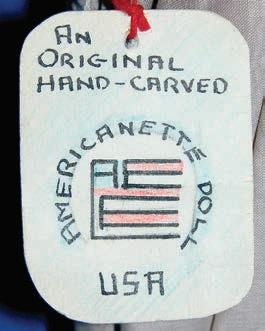 AN
ORIGINAL
HAND-CARVED
AMERICANETTE DOLL
USA